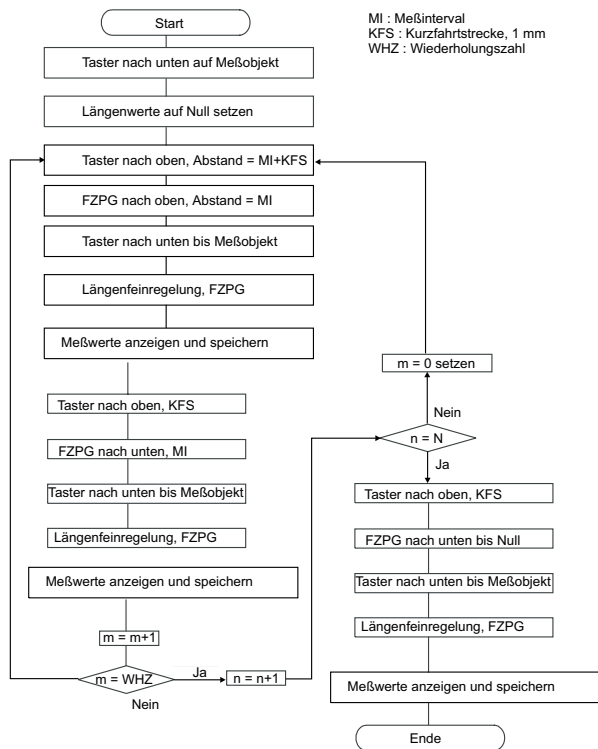 Start
MI : Meßinterval
KFS : Kurzfahrtstrecke, 1 mm
WHZ : Wiederholungszahl
Taster nach unten auf Meßobjekt
Längenwerte auf Null setzen
Taster nach oben, Abstand = MI+KFS
FZPG nach oben, Abstand = MI
Taster nach unten bis Meßobjekt
Längenfeinregelung, FZPG
Meßwerte anzeigen und speichern
Taster nach oben, KFS
FZPG nach unten, MI
Taster nach unten bis Meßobjekt
Längenfeinregelung, FZPG
Meßwerte anzeigen und speichern
m = m+1
m = WHZ
Ja
Nein
n = n+1
m = 0 setzen
Nein
n = N
Ja
Taster nach oben, KFS
FZPG nach unten bis Null
Taster nach unten bis Meßobjekt
Längenfeinregelung, FZPG
Meßwerte anzeigen und speichern
Ende